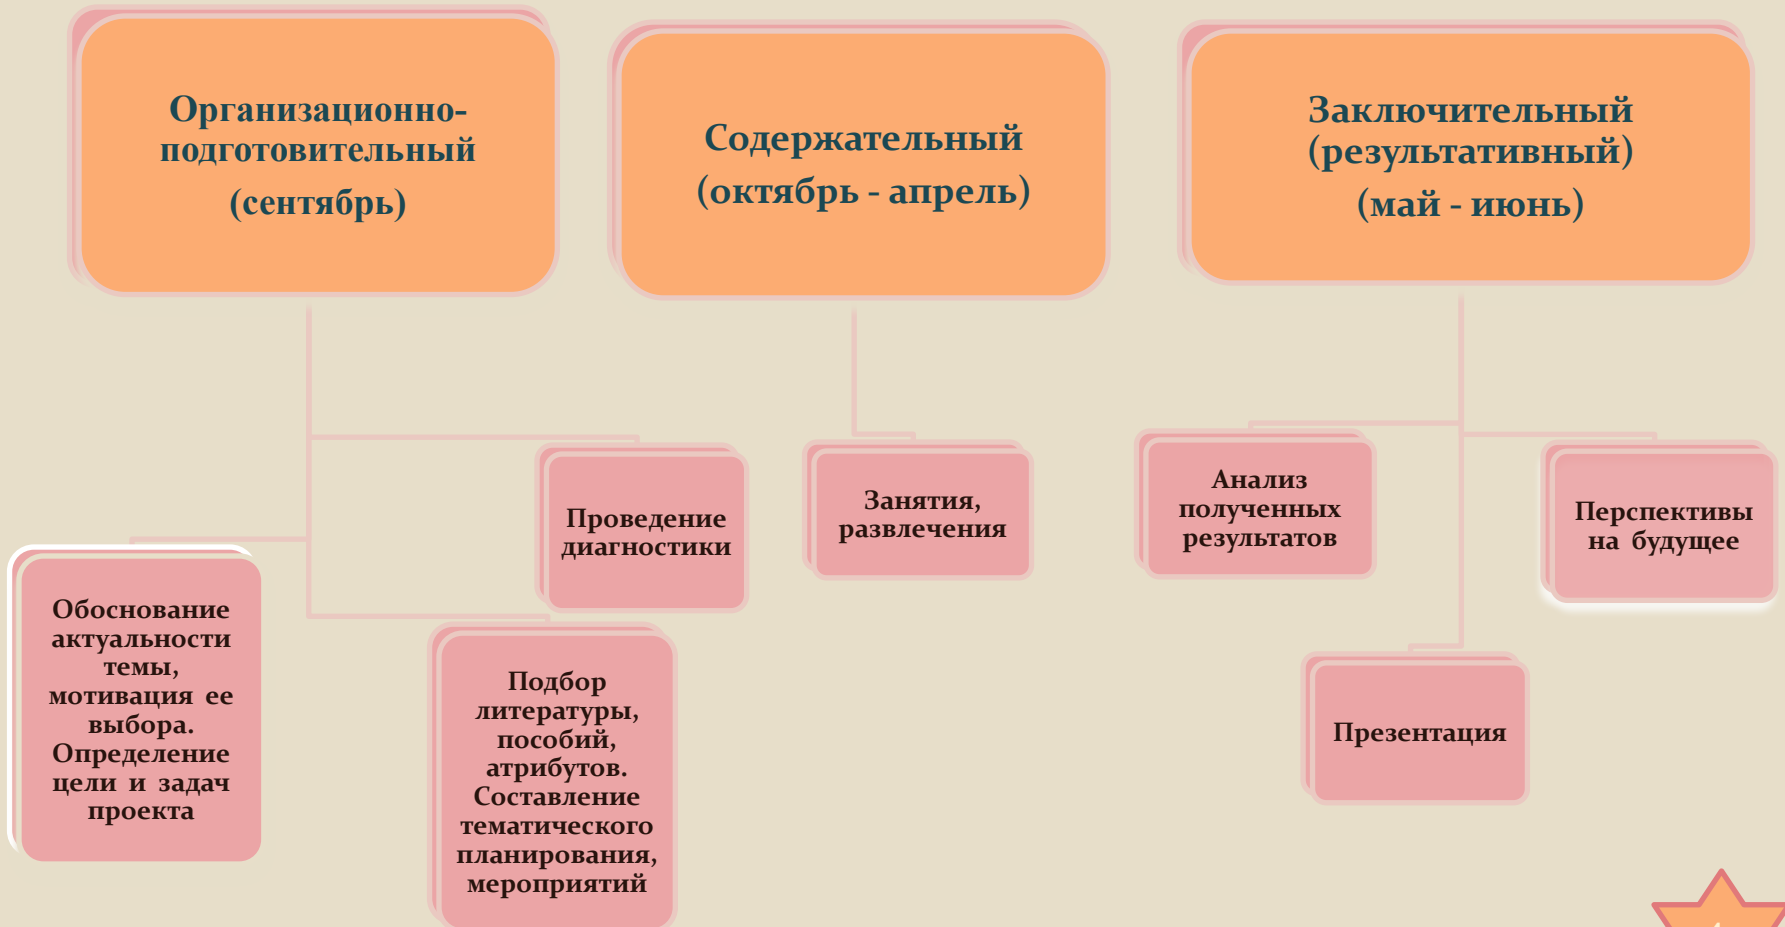 Организационно-
подготовительный
(сентябрь)
Содержательный
(октябрь - апрель)
Заключительный
(результативный)
(май - июнь)
Проведение
диагностики
Занятия,
развлечения
Анализ
полученных
результатов
Перспективы
на будущее
Обоснование
актуальности
темы,
мотивация ее
выбора.
Определение
цели и задач
проекта
Подбор
литературы,
пособий,
атрибутов.
Составление
тематического
планирования,
мероприятий
Презентация